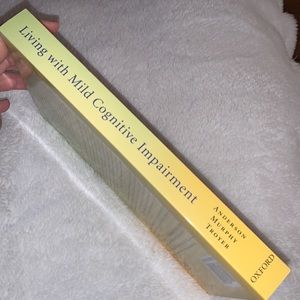 Living with Mild Cognitive Impairment
ANDERSON
MURPHY
TROYER
OXFORD